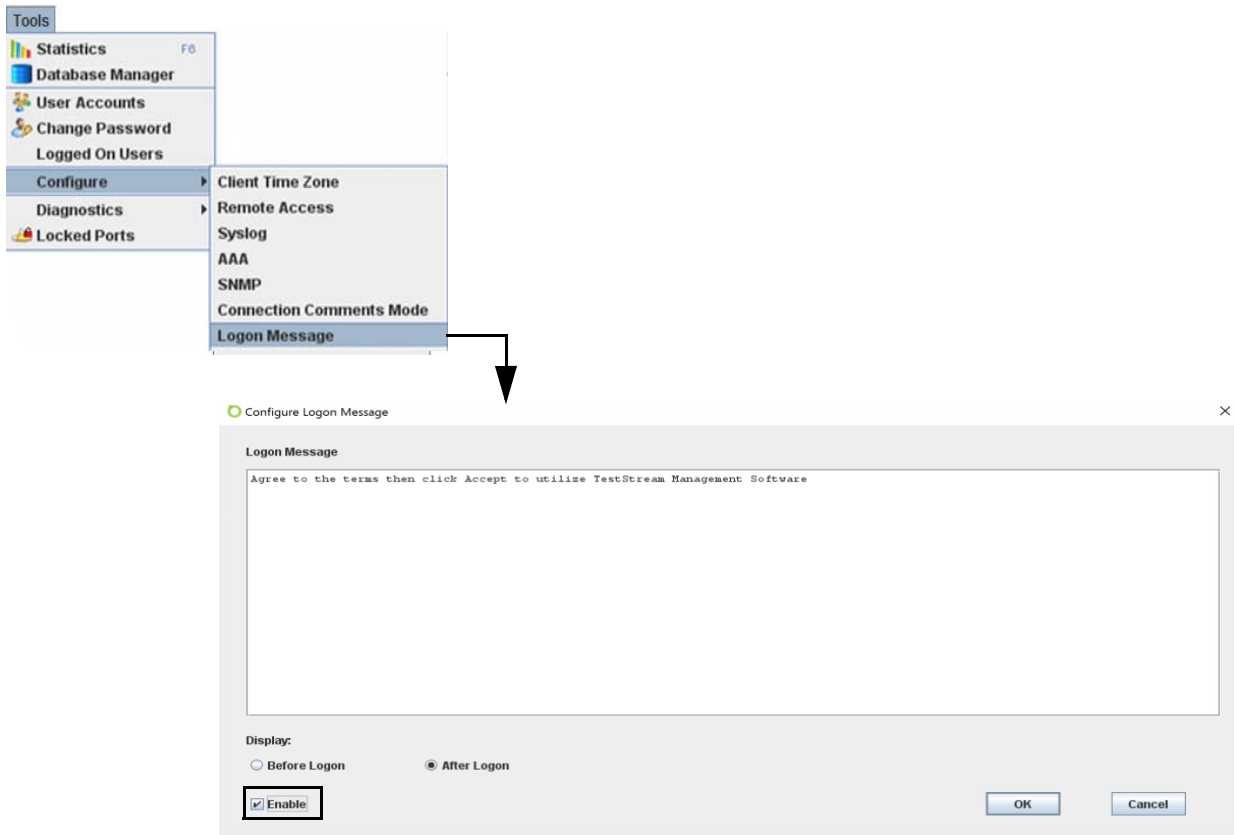 Tools
Statistics F6
Database Manager
User Accounts
Change Password
Logged On Users
Configure
Diagnostics
Locked Ports
Client Time Zone
Remote Access
Syslog
AAA
SNMP
Connection Comments Mode
Logon Message
Configure Logon Message
Logon Message
Agree to the terms then click Accept to utilize TestStream Management Software
Display:
Before Logon After Logon
Enable OK Cancel